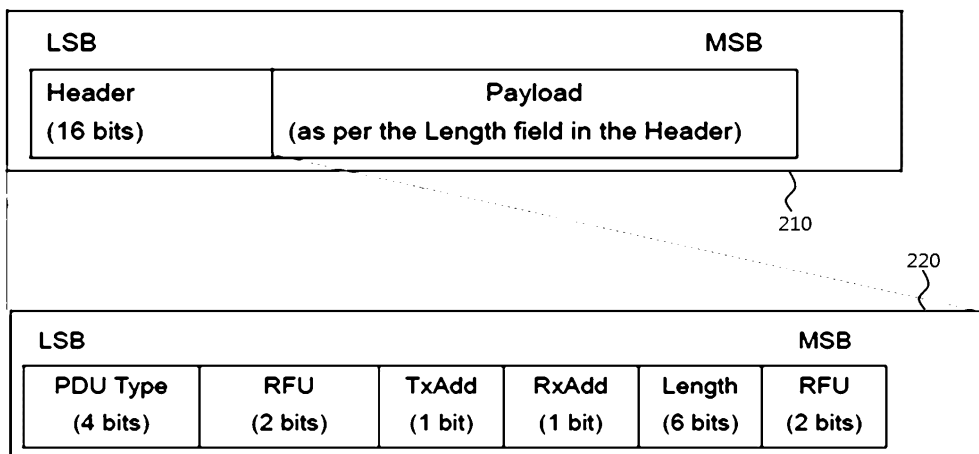 LSB MSB
Header Payload
(16 bits) (as per the Length field in the Header)
210
220
LSB MSB
PDU Type RFU TxAdd RxAdd Length RFU
(4 bits) (2 bits) (1 bit) (1 bit) (6 bits) (2 bits)